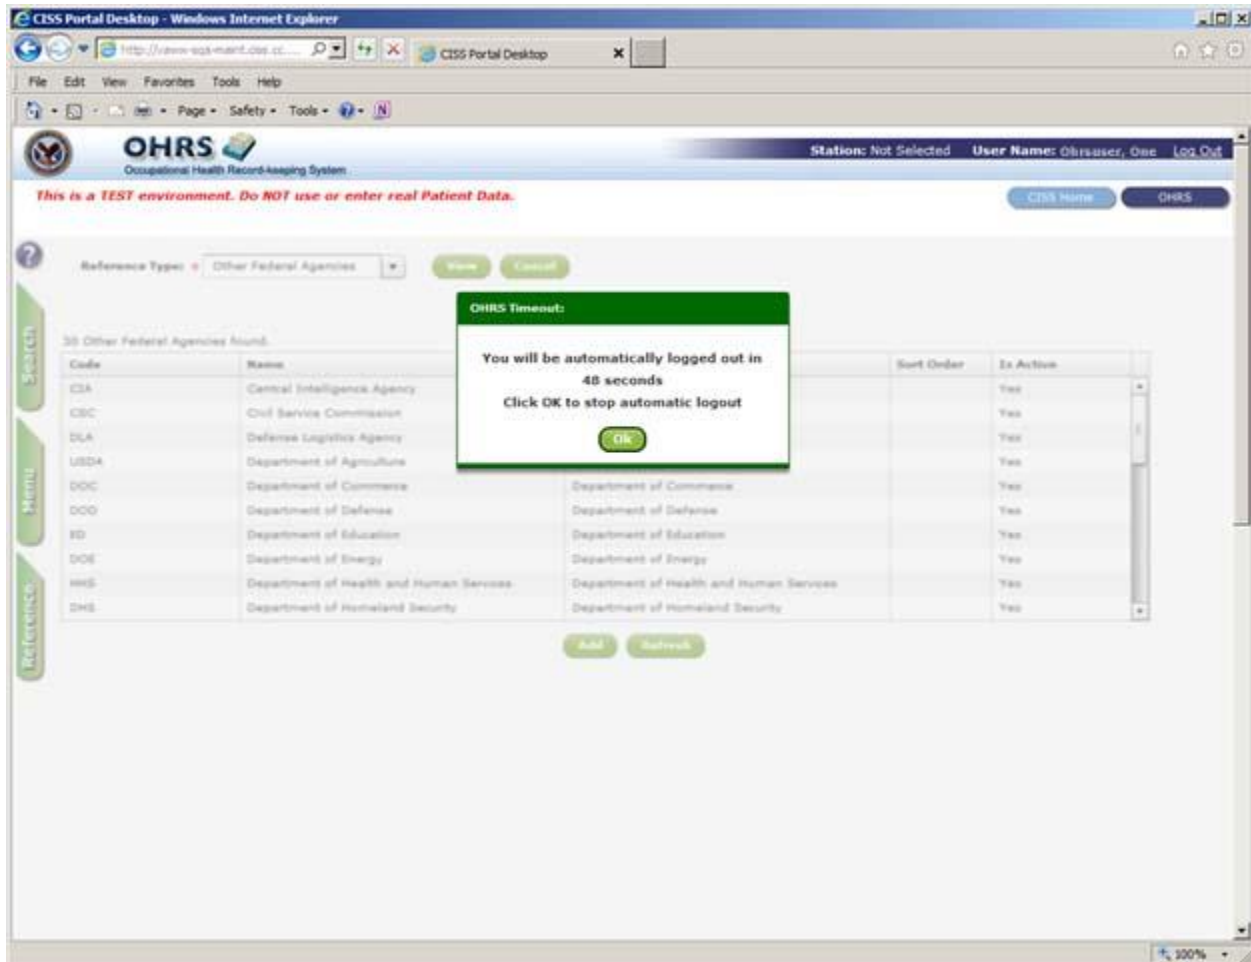 CISS Portal Desktop - Windows Internet Explorer
CISS Portal Desktop
File Edit View Favorites Tools Help
Page Safety Tools
OHRS
Occupational Health Record-keeping System
Station: Not Selected User Name: Ohrsuser, One Log Out
This is a TEST environment. Do NOT use or enter real Patient Data.
CISS Home OHRS
Reference Type: * Other Federal Agencies View Cancel
Search
Menu
Reference
OHRS Timeout:
You will be automatically logged out in
48 seconds
Click OK to stop automatic logout
Ok
Other Federal Agencies found.
Code Name Sort Order Is Active
CIA Central Intelligence Agency Yes
CSC Civil Service Commission Yes
DLA Defense Logistics Agency Yes
USDA Department of Agriculture Yes
DOC Department of Commerce Department of Commerce Yes
DOD Department of Defense Department of Defense Yes
ED Department of Education Department of Education Yes
DOE Department of Energy Department of Energy Yes
HHS Department of Health and Human Services Department of Health and Human Services Yes
DHS Department of Homeland Security Department of Homeland Security Yes
Add Refresh
100%